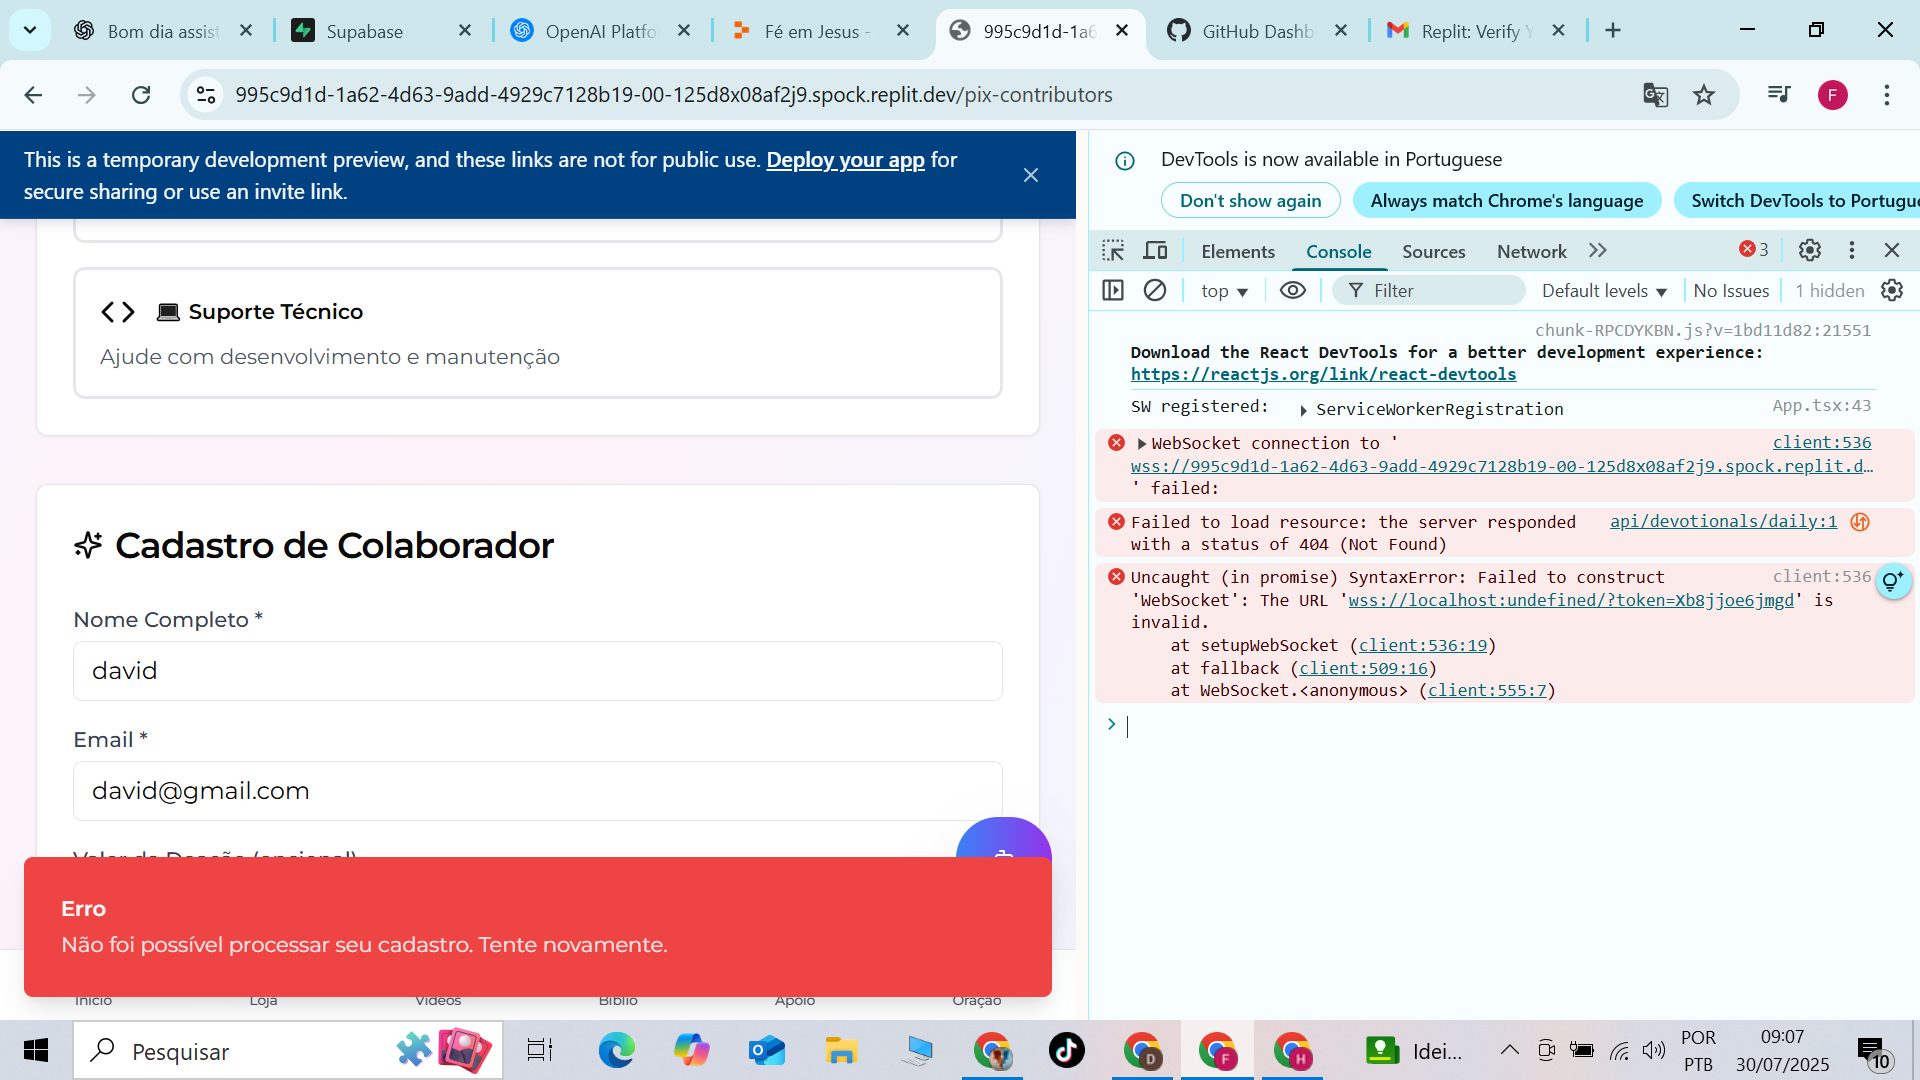 Bom dia assist
Supabase
OpenAI Platfo
Fé em Jesus -
995c9d1d-1a6
GitHub Dashb
Replit: Verify Y
995c9d1d-1a62-4d63-9add-4929c7128b19-00-125d8x08af2j9.spock.replit.dev/pix-contributors
F
This is a temporary development preview, and these links are not for public use. Deploy your app for
secure sharing or use an invite link.
Suporte Técnico
Ajude com desenvolvimento e manutenção
Cadastro de Colaborador
Nome Completo *
david
Email *
david@gmail.com
Valor da Doação (opcional)
Erro
Não foi possível processar seu cadastro. Tente novamente.
Início
Loja
Vídeos
Bíblio
Apoio
Oração
DevTools is now available in Portuguese
Don't show again
Always match Chrome's language
Switch DevTools to Portugue
Elements
Console
Sources
Network
3
top
Filter
Default levels
No Issues
1 hidden
chunk-RPCDYKBN.js?v=1bd11d82:21551
Download the React DevTools for a better development experience:
https://reactjs.org/link/react-devtools
SW registered: ServiceWorkerRegistration App.tsx:43
WebSocket connection to ' client:536
wss://995c9d1d-1a62-4d63-9add-4929c7128b19-00-125d8x08af2j9.spock.replit.d…
' failed:
Failed to load resource: the server responded api/devotionals/daily:1
with a status of 404 (Not Found)
Uncaught (in promise) SyntaxError: Failed to construct client:536
'WebSocket': The URL 'wss://localhost:undefined/?token=Xb8jjoe6jmgd' is
invalid.
at setupWebSocket (client:536:19)
at fallback (client:509:16)
at WebSocket.<anonymous> (client:555:7)
Pesquisar
D
F
H
Idei...
POR
PTB
09:07
30/07/2025
10